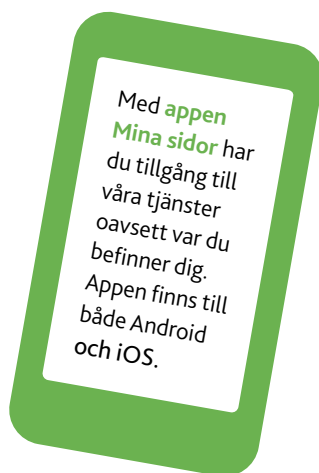 Med appen
Mina sidor har
du tillgång till
våra tjänster
oavsett var du
befinner dig.
Appen finns till
både Android
och iOS.